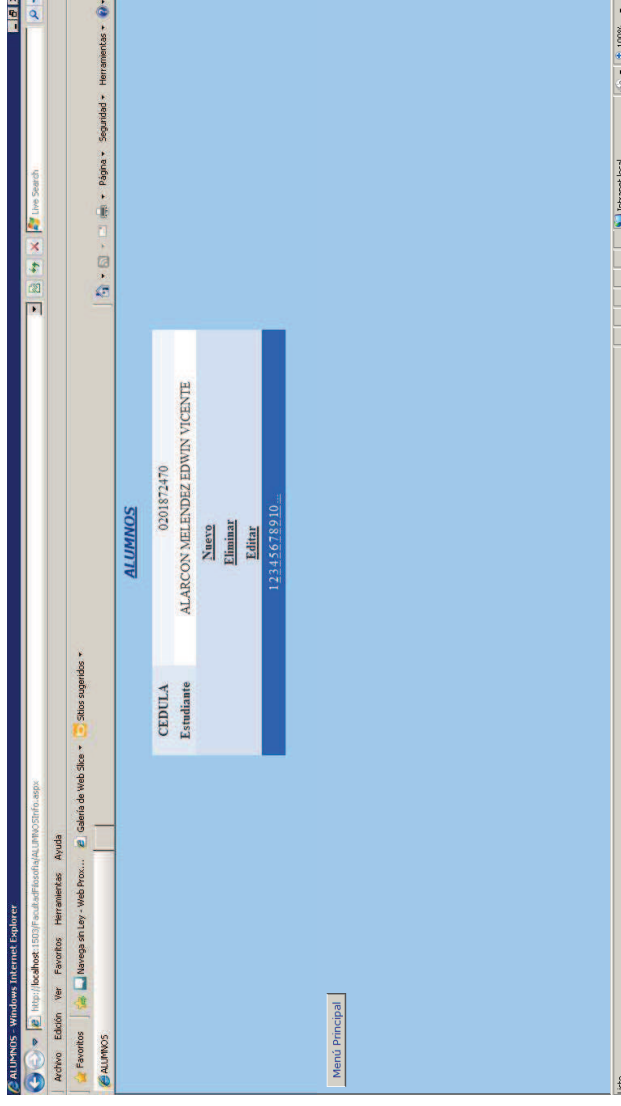 ALUMNOS - Windows Internet Explorer
http://localhost:1503/FacultadFilosofia/ALUMNOSInfo.aspx
Live Search
Archivo Edición Ver Favoritos Herramientas Ayuda
Favoritos Navega sin Ley - Web Prox... Galería de Web Slice Sitios sugeridos
ALUMNOS Página Seguridad Herramientas
ALUMNOS
CEDULA 0201872470
Estudiante ALARCON MELENDEZ EDWIN VICENTE
Nuevo
Eliminar
Editar
1 2 3 4 5 6 7 8 9 10 ...
Menú Principal
Listo Intranet local 100%